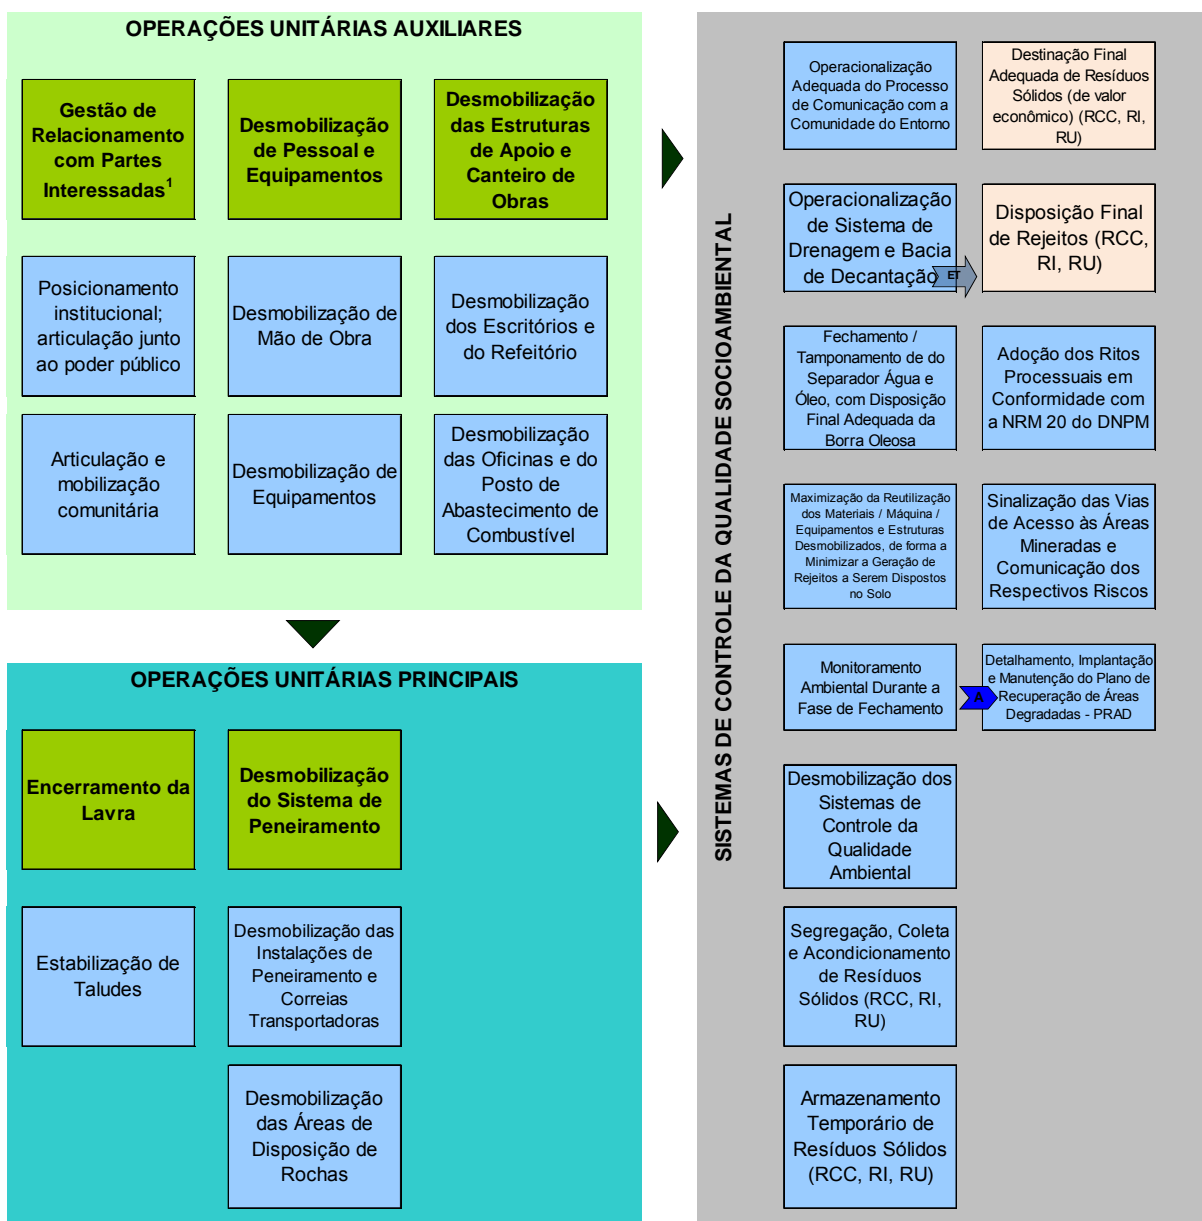 OPERAÇÕES UNITÁRIAS AUXILIARES
Gestão de
Relacionamento
com Partes
Interessadas¹
Desmobilização
de Pessoal e
Equipamentos
Desmobilização
das Estruturas
de Apoio e
Canteiro de
Obras
Posicionamento
institucional;
articulação junto
ao poder público
Desmobilização de
Mão de Obra
Desmobilização
dos Escritórios e
do Refeitório
Articulação e
mobilização
comunitária
Desmobilização de
Equipamentos
Desmobilização
das Oficinas e do
Posto de
Abastecimento de
Combustível
OPERAÇÕES UNITÁRIAS PRINCIPAIS
Encerramento da
Lavra
Desmobilização
do Sistema de
Peneiramento
Estabilização de
Taludes
Desmobilização das
Instalações de
Peneiramento e
Correias
Transportadoras
Desmobilização
das Áreas de
Disposição de
Rochas
SISTEMAS DE CONTROLE DA QUALIDADE SOCIOAMBIENTAL
Operacionalização
Adequada do Processo
de Comunicação com a
Comunidade do Entorno
Destinação Final
Adequada de Resíduos
Sólidos (de valor
econômico) (RCC, RI,
RU)
Operacionalização
de Sistema de
Drenagem e Bacia
de Decantação
ET
Disposição Final
de Rejeitos (RCC,
RI, RU)
Fechamento /
Tamponamento de do
Separador Água e
Óleo, com Disposição
Final Adequada da
Borra Oleosa
Adoção dos Ritos
Processuais em
Conformidade com
a NRM 20 do DNPM
Maximização da Reutilização
dos Materiais / Máquina /
Equipamentos e Estruturas
Desmobilizados, de forma a
Minimizar a Geração de
Rejeitos a Serem Dispostos
no Solo
Sinalização das Vias
de Acesso às Áreas
Mineradas e
Comunicação dos
Respectivos Riscos
Monitoramento
Ambiental Durante a
Fase de Fechamento
A
Detalhamento, Implantação
e Manutenção do Plano de
Recuperação de Áreas
Degradadas - PRAD
Desmobilização dos
Sistemas de
Controle da
Qualidade
Ambiental
Segregação, Coleta
e Acondicionamento
de Resíduos
Sólidos (RCC, RI,
RU)
Armazenamento
Temporário de
Resíduos Sólidos
(RCC, RI, RU)